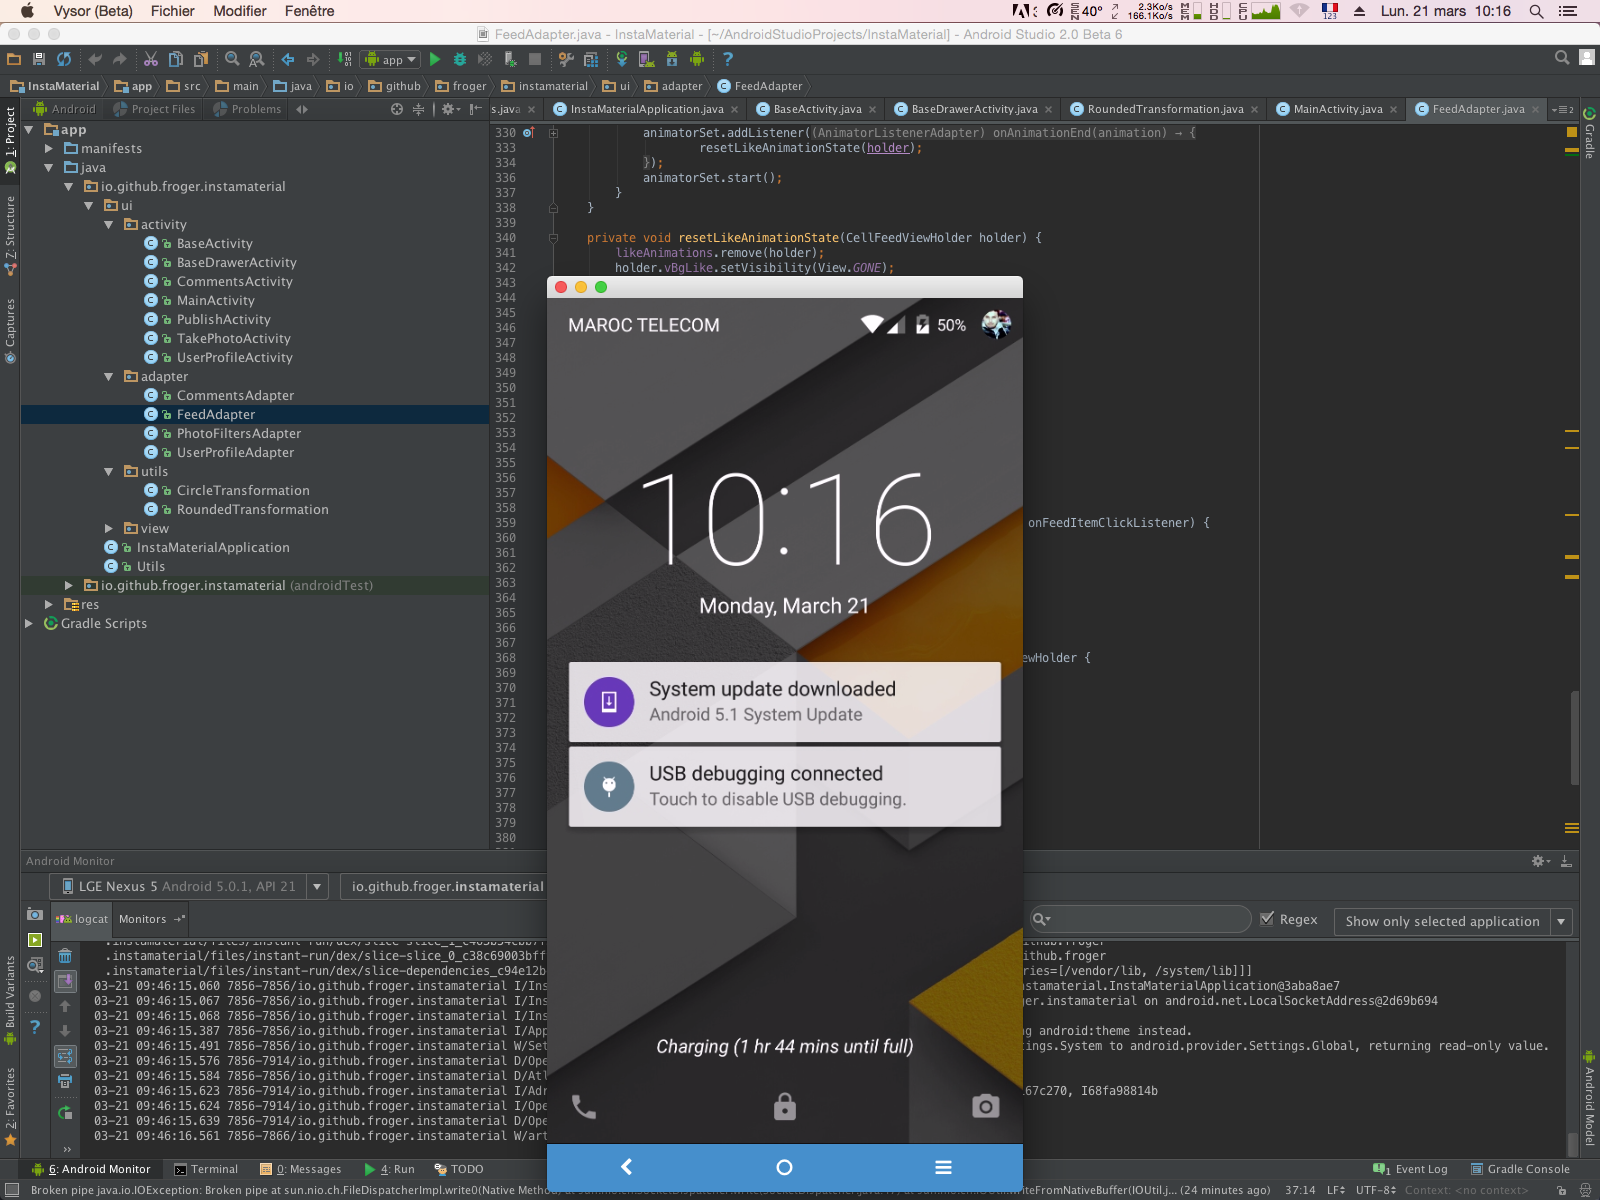 Vysor (Beta) Fichier Modifier Fenêtre
3 40° 2.3Ko/s 166.1Ko/s 123 Lun. 21 mars 10:16
FeedAdapter.java - InstaMaterial - [~/AndroidStudioProjects/InstaMaterial] - Android Studio 2.0 Beta 6
app
InstaMaterial app src main java io github froger instamaterial ui adapter FeedAdapter
Android Project Files Problems
s.java InstaMaterialApplication.java BaseActivity.java BaseDrawerActivity.java RoundedTransformation.java MainActivity.java FeedAdapter.java
1: Project
Z: Structure
Captures
Build Variants
2: Favorites
app
manifests
java
io.github.froger.instamaterial
ui
activity
BaseActivity
BaseDrawerActivity
CommentsActivity
MainActivity
PublishActivity
TakePhotoActivity
UserProfileActivity
adapter
CommentsAdapter
FeedAdapter
PhotoFiltersAdapter
UserProfileAdapter
utils
CircleTransformation
RoundedTransformation
view
InstaMaterialApplication
Utils
io.github.froger.instamaterial (androidTest)
res
Gradle Scripts
330 animatorSet.addListener((AnimatorListenerAdapter) onAnimationEnd(animation) → {
333 resetLikeAnimationState(holder);
334 });
336 animatorSet.start();
337 }
338 }
339
340 private void resetLikeAnimationState(CellFeedViewHolder holder) {
341 likeAnimations.remove(holder);
342 holder.vBgLike.setVisibility(View.GONE);
343
344
345
346
347
348
349
350
351
352
353
354
355
356
357
358
359 onFeedItemClickListener) {
360
361
362
363
364
365
366
367
368 ewHolder {
369
370
371
372
373
374
375
376
377
378
379
380
Gradle
Android Model
MAROC TELECOM 50%
10:16
Monday, March 21
System update downloaded
Android 5.1 System Update
USB debugging connected
Touch to disable USB debugging.
Charging (1 hr 44 mins until full)
Android Monitor
LGE Nexus 5 Android 5.0.1, API 21 io.github.froger.instamaterial
logcat Monitors Regex Show only selected application
.instamaterial/files/instant-run/dex/slice-slice_0_c38c69003bff ithub.froger
.instamaterial/files/instant-run/dex/slice-dependencies_c94e12b ries=[/vendor/lib, /system/lib]]]
03-21 09:46:15.060 7856-7856/io.github.froger.instamaterial I/Ins nstamaterial.InstaMaterialApplication@3aba8ae7
03-21 09:46:15.067 7856-7856/io.github.froger.instamaterial I/Ins ger.instamaterial on android.net.LocalSocketAddress@2d69b694
03-21 09:46:15.068 7856-7856/io.github.froger.instamaterial I/Ins
03-21 09:46:15.387 7856-7856/io.github.froger.instamaterial I/App ng android:theme instead.
03-21 09:46:15.491 7856-7856/io.github.froger.instamaterial W/Set tings.System to android.provider.Settings.Global, returning read-only value.
03-21 09:46:15.576 7856-7914/io.github.froger.instamaterial D/Ope
03-21 09:46:15.584 7856-7856/io.github.froger.instamaterial D/Atl
03-21 09:46:15.623 7856-7914/io.github.froger.instamaterial I/Adr 67c270, I68fa98814b
03-21 09:46:15.624 7856-7914/io.github.froger.instamaterial I/Ope
03-21 09:46:15.639 7856-7914/io.github.froger.instamaterial D/Ope
03-21 09:46:16.561 7856-7866/io.github.froger.instamaterial W/art
6: Android Monitor Terminal 0: Messages 4: Run TODO 1 Event Log Gradle Console
Broken pipe java.io.IOException: Broken pipe at sun.nio.ch.FileDispatcherImpl.write0(Native Method) (24 minutes ago) 37:14 LF UTF-8 Context: <no context>